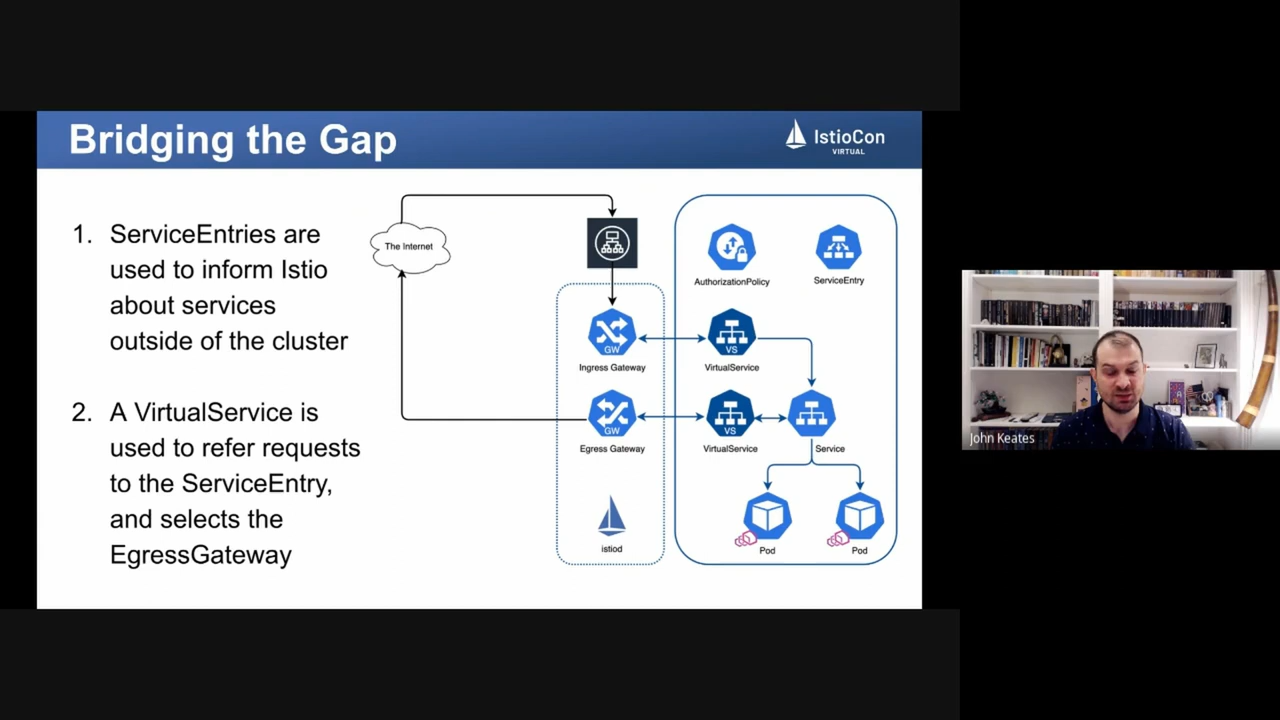 Bridging the Gap
IstioCon
VIRTUAL
1. ServiceEntries are
used to inform Istio
about services
outside of the cluster
2. A VirtualService is
used to refer requests
to the ServiceEntry,
and selects the
EgressGateway
The Internet
AuthorizationPolicy
ServiceEntry
GW
Ingress Gateway
VS
VirtualService
GW
Egress Gateway
VS
VirtualService
Service
istiod
Pod
Pod
John Keates